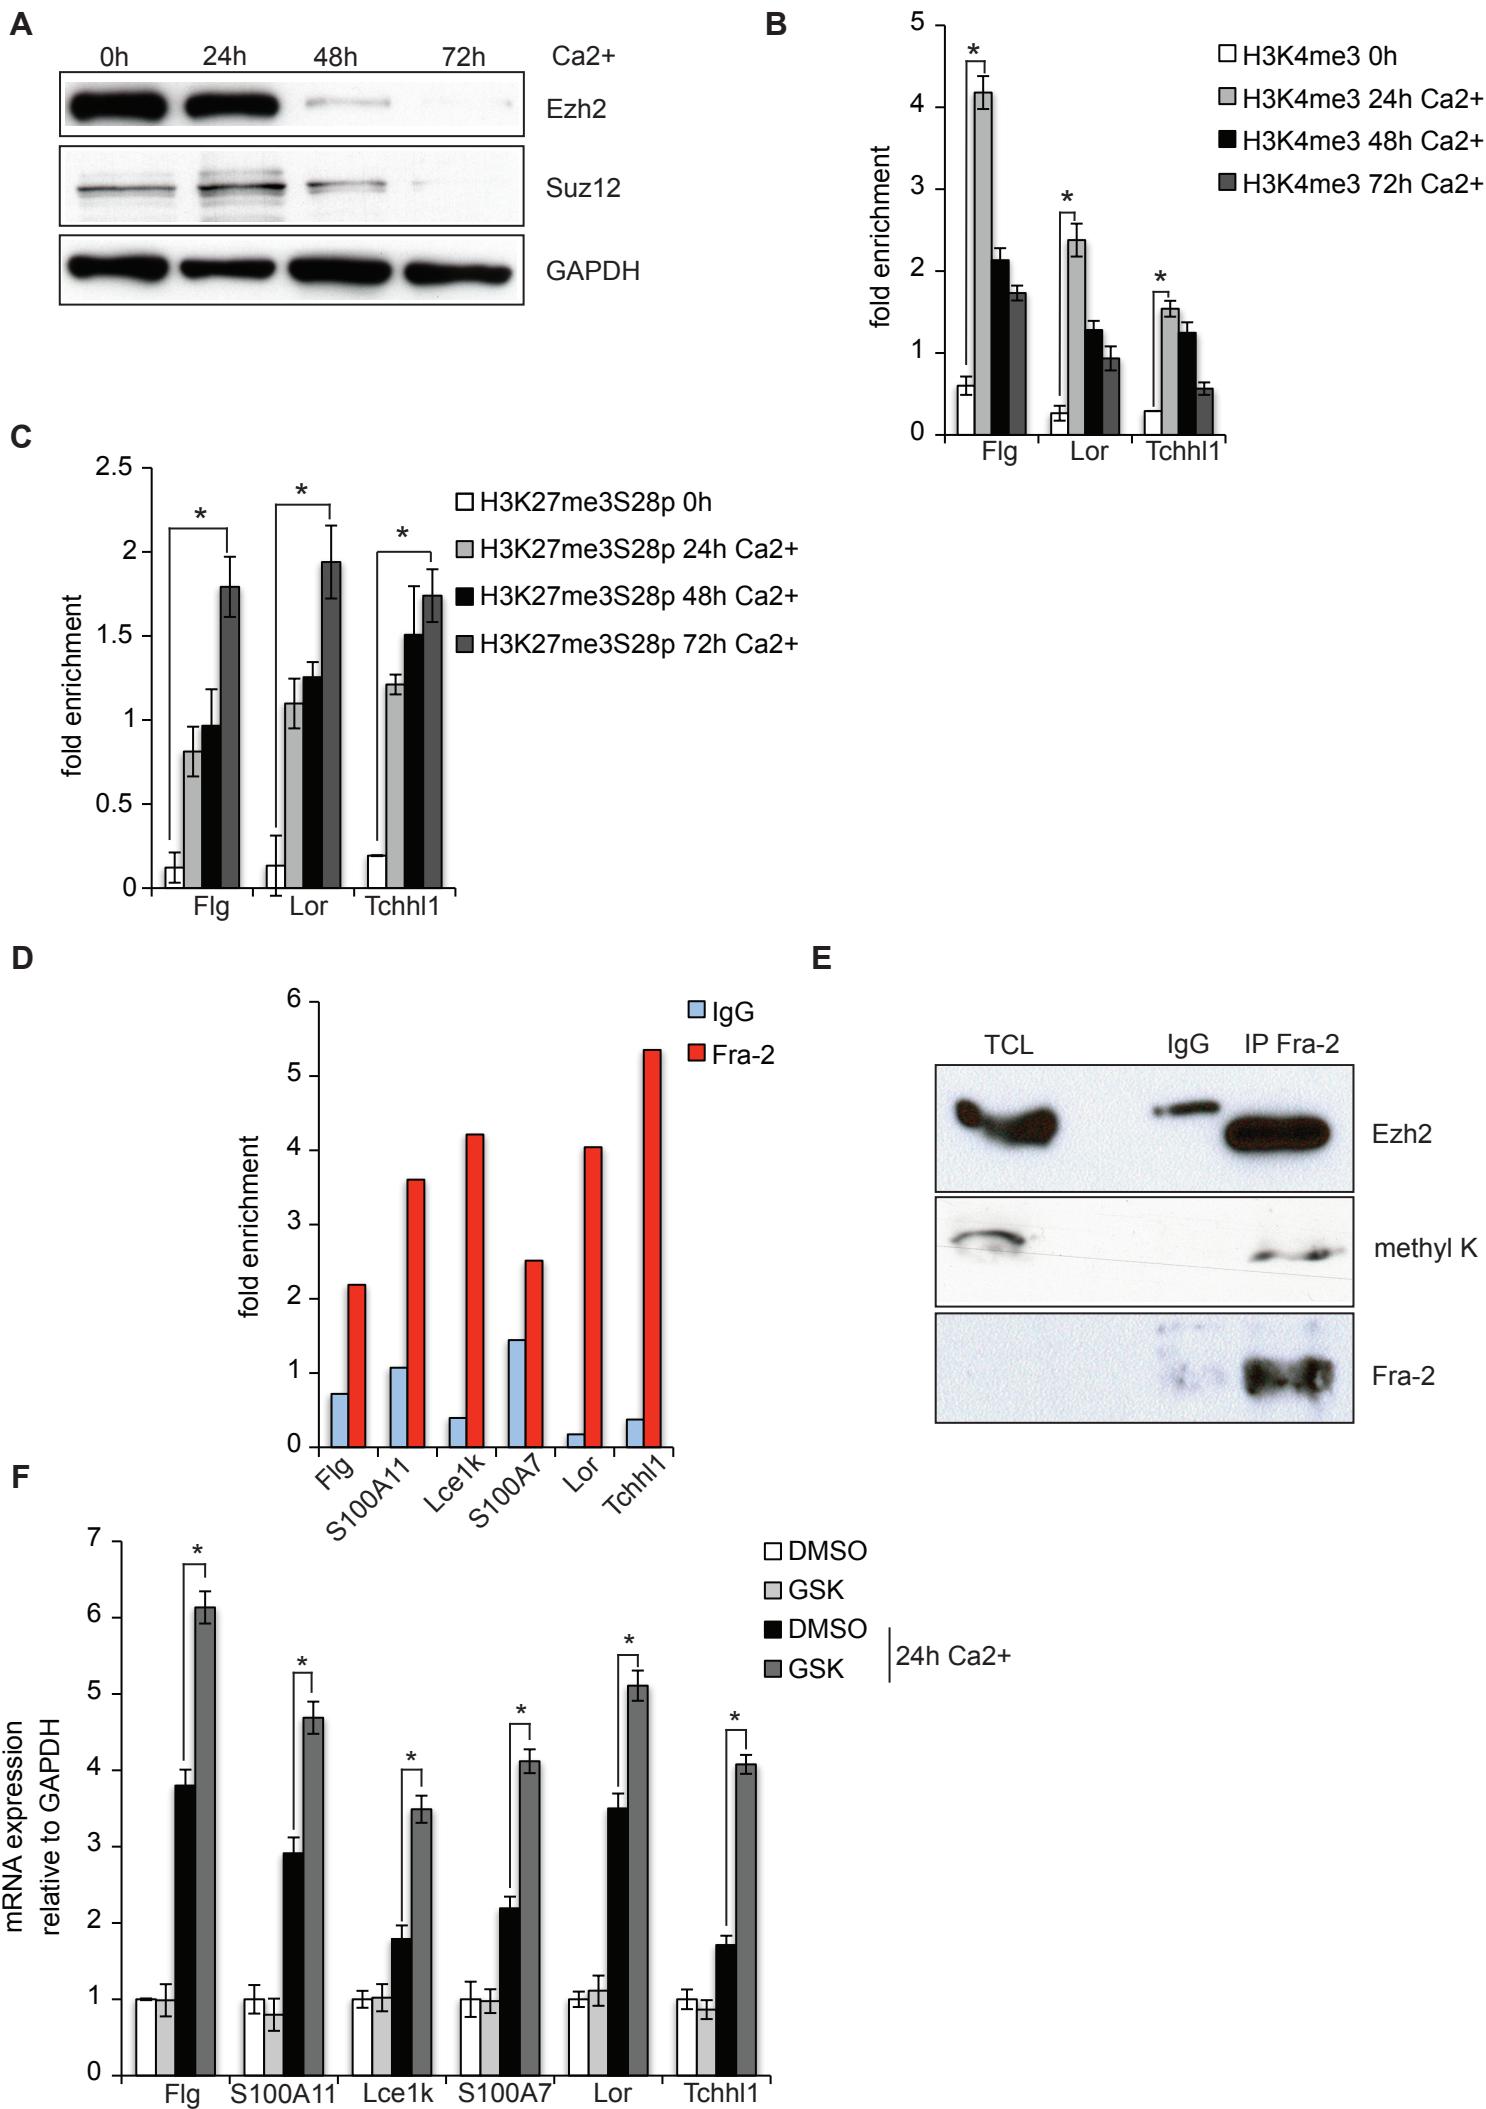 A
0h 24h 48h 72h Ca2+
Ezh2
Suz12
GAPDH
B
5
4
3
2
1
0
fold enrichment
* * *
Flg Lor Tchhl1
H3K4me3 0h
H3K4me3 24h Ca2+
H3K4me3 48h Ca2+
H3K4me3 72h Ca2+
C
2.5
2
1.5
1
0.5
0
fold enrichment
* * *
Flg Lor Tchhl1
H3K27me3S28p 0h
H3K27me3S28p 24h Ca2+
H3K27me3S28p 48h Ca2+
H3K27me3S28p 72h Ca2+
D
6
5
4
3
2
1
0
fold enrichment
Flg S100A11 Lce1k S100A7 Lor Tchhl1
IgG
Fra-2
E
TCL IgG IP Fra-2
Ezh2
methyl K
Fra-2
F
7
6
5
4
3
2
1
0
mRNA expression
relative to GAPDH
* * * * * *
Flg S100A11 Lce1k S100A7 Lor Tchhl1
DMSO
GSK
DMSO
GSK
24h Ca2+